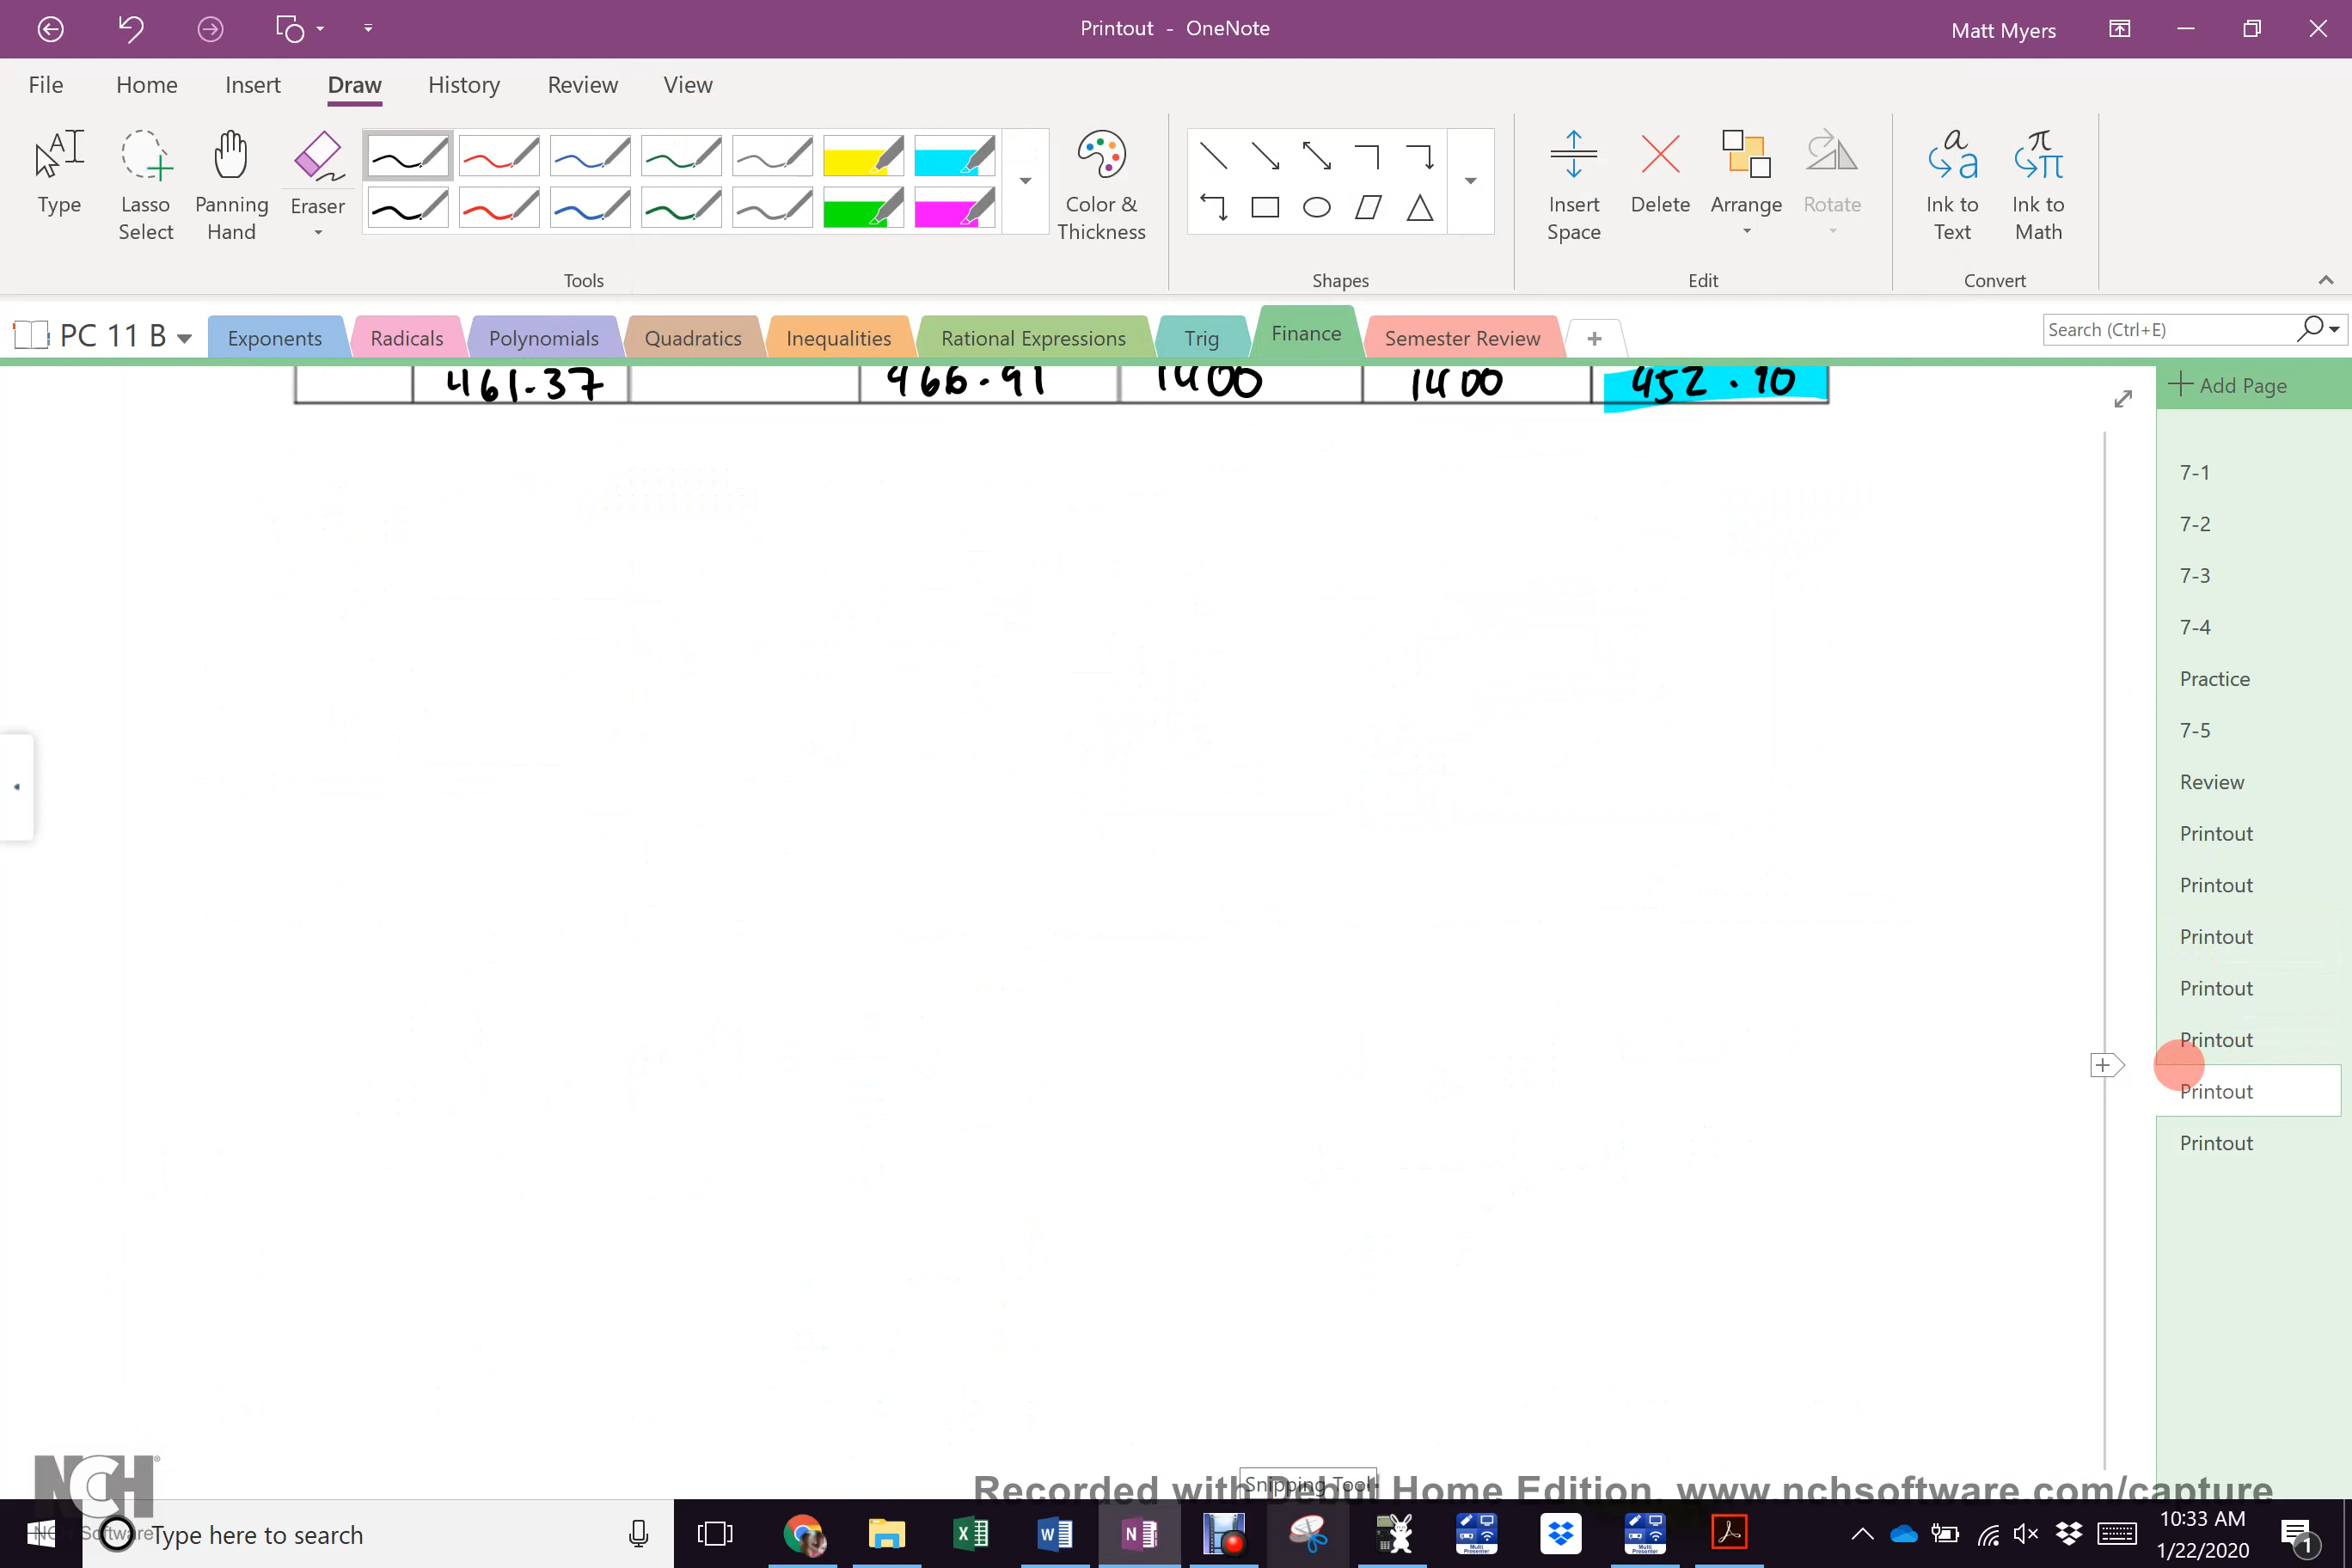 Printout - OneNote
Matt Myers
File Home Insert Draw History Review View
Type
Lasso Select
Panning Hand
Eraser
Color & Thickness
Insert Space
Delete
Arrange
Rotate
Ink to Text
Ink to Math
Tools
Shapes
Edit
Convert
PC 11 B
Exponents
Radicals
Polynomials
Quadratics
Inequalities
Rational Expressions
Trig
Finance
Semester Review
Search (Ctrl+E)
461.37 466.91 1400 1400 452.90
Add Page
7-1
7-2
7-3
7-4
Practice
7-5
Review
Printout
Printout
Printout
Printout
Printout
Printout
Printout
NCH
NCH Software
Snipping Tool
Recorded with Debut Home Edition. www.nchsoftware.com/capture
Type here to search
10:33 AM
1/22/2020
1